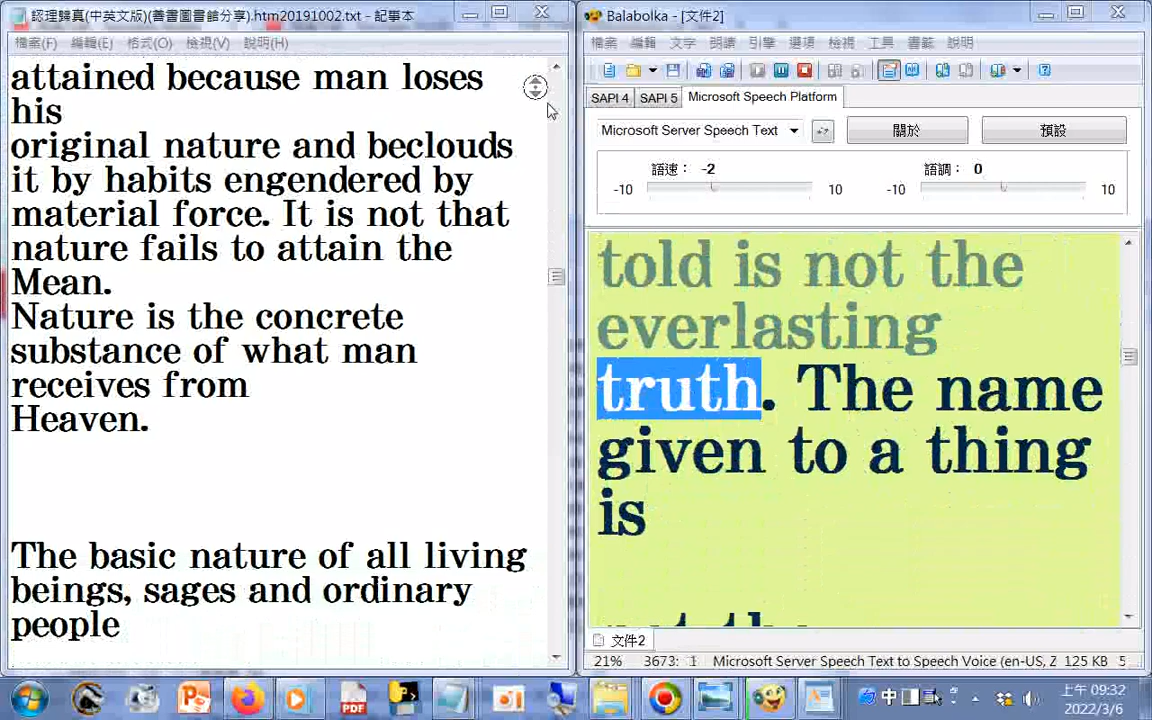 認理歸真(中英文版)(善書圖書館分享).htm20191002.txt - 記事本
檔案(F) 編輯(E) 格式(O) 檢視(V) 說明(H)
attained because man loses
his
original nature and beclouds
it by habits engendered by
material force. It is not that
nature fails to attain the
Mean.
Nature is the concrete
substance of what man
receives from
Heaven.
The basic nature of all living
beings, sages and ordinary
people
Balabolka - [文件2]
檔案 編輯 文字 朗讀 引擎 選項 檢視 工具 書籤 說明
SAPI 4 SAPI 5 Microsoft Speech Platform
Microsoft Server Speech Text 關於 預設
語速: -2 語調: 0
-10 10 -10 10
told is not the
everlasting
truth. The name
given to a thing
is
文件2
21% 3673: 1 Microsoft Server Speech Text to Speech Voice (en-US, Z 125 KB 5
PDF 中 上午 09:32
2022/3/6